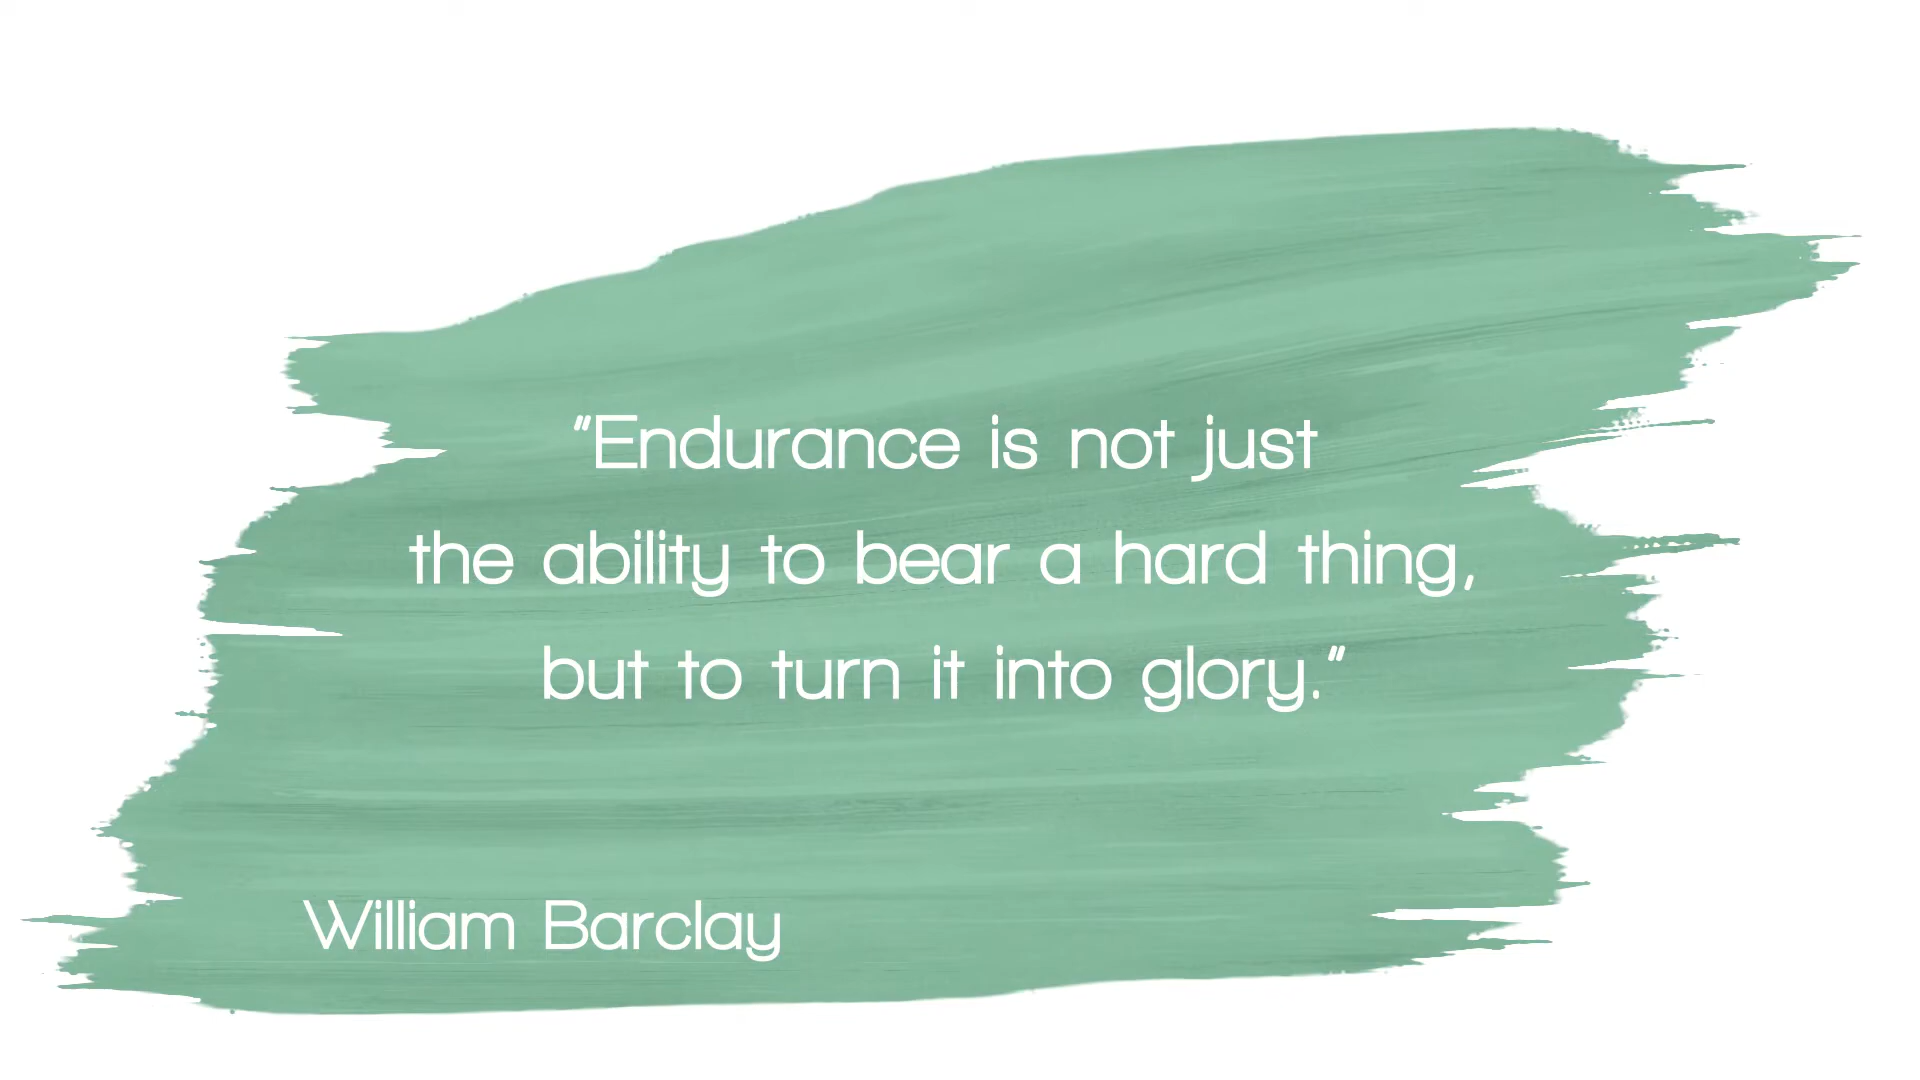 “Endurance is not just
the ability to bear a hard thing,
but to turn it into glory.”
William Barclay